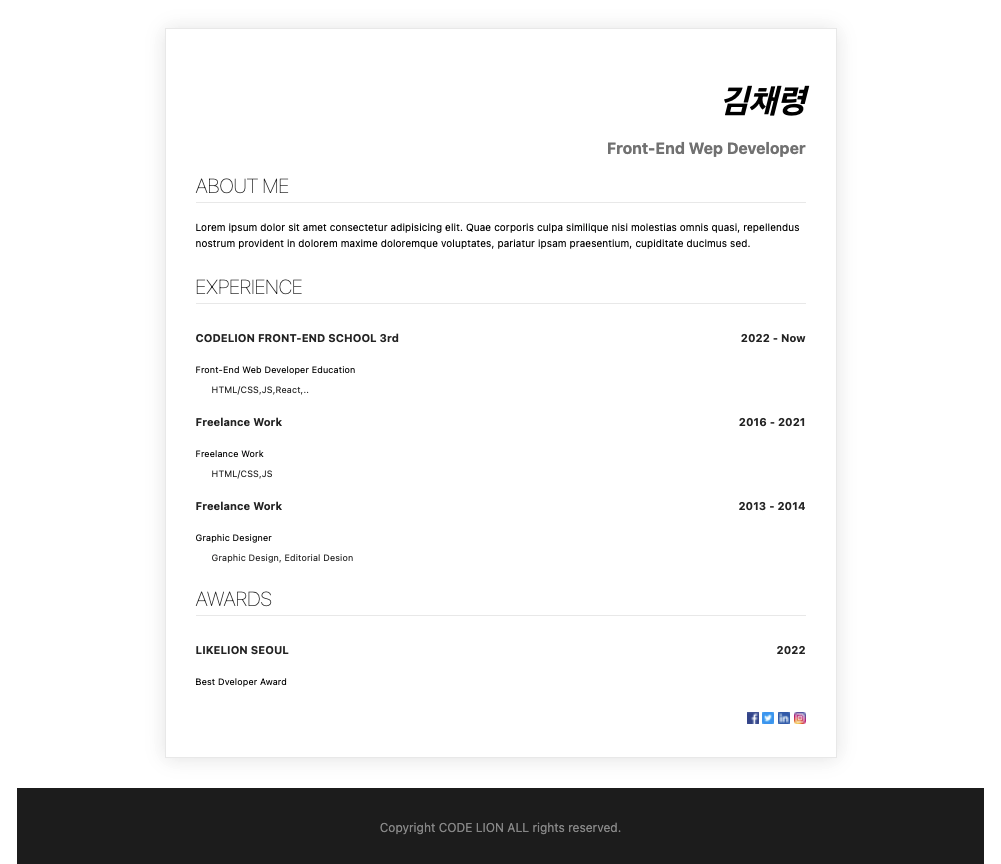 김채령
Front-End Wep Developer
ABOUT ME
Lorem ipsum dolor sit amet consectetur adipisicing elit. Quae corporis culpa similique nisi molestias omnis quasi, repellendus
nostrum provident in dolorem maxime doloremque voluptates, pariatur ipsam praesentium, cupiditate ducimus sed.
EXPERIENCE
CODELION FRONT-END SCHOOL 3rd 2022 - Now
Front-End Web Developer Education
HTML/CSS,JS,React,..
Freelance Work 2016 - 2021
Freelance Work
HTML/CSS,JS
Freelance Work 2013 - 2014
Graphic Designer
Graphic Design, Editorial Desion
AWARDS
LIKELION SEOUL 2022
Best Dveloper Award
Copyright CODE LION ALL rights reserved.